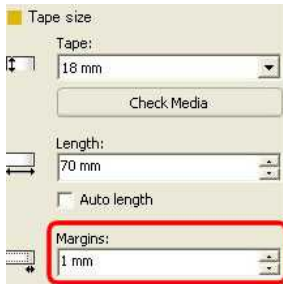 Tape size
Tape:
18 mm
Check Media
Length:
70 mm
Auto length
Margins:
1 mm